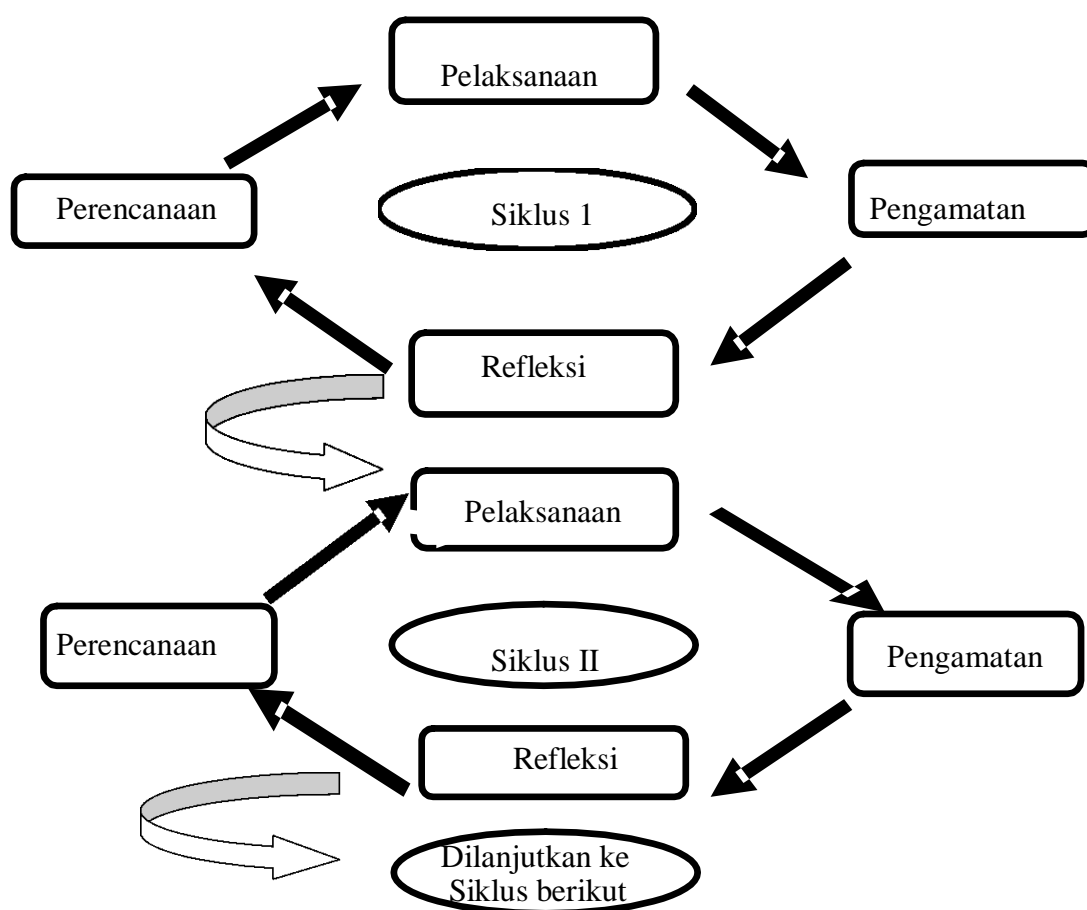 Pelaksanaan
Perencanaan
Siklus 1
Pengamatan
Refleksi
Pelaksanaan
Perencanaan
Siklus II
Pengamatan
Refleksi
Dilanjutkan ke
Siklus berikut